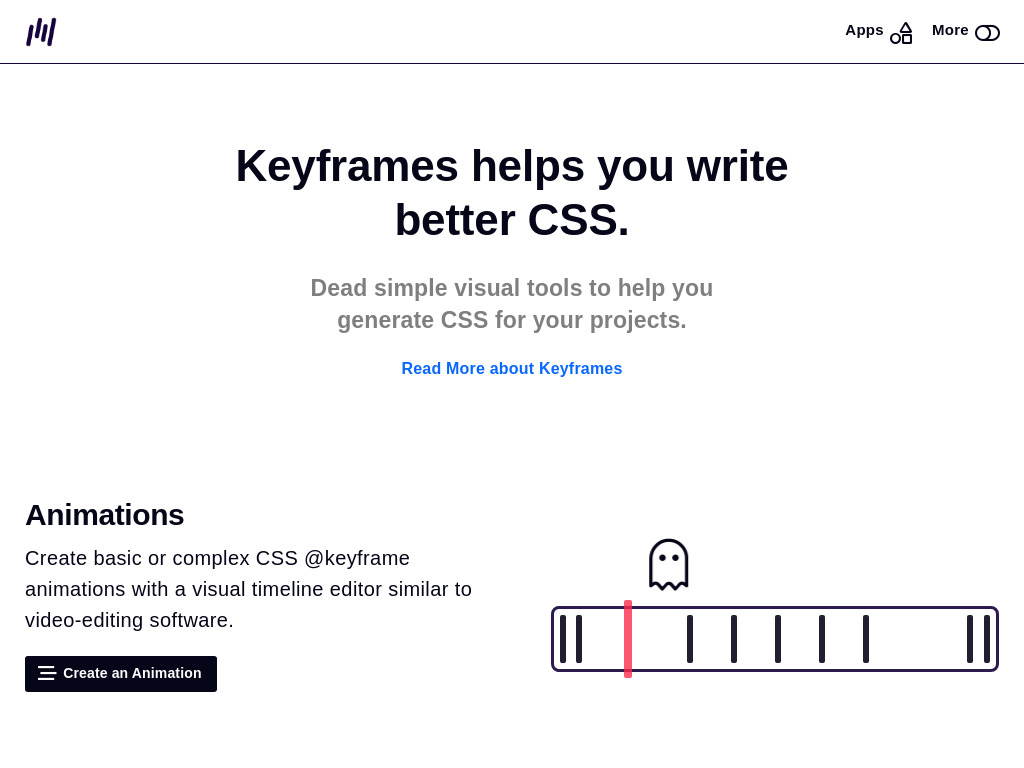 Apps
More
Keyframes helps you write
better CSS.
Dead simple visual tools to help you
generate CSS for your projects.
Read More about Keyframes
Animations
Create basic or complex CSS @keyframe
animations with a visual timeline editor similar to
video-editing software.
Create an Animation